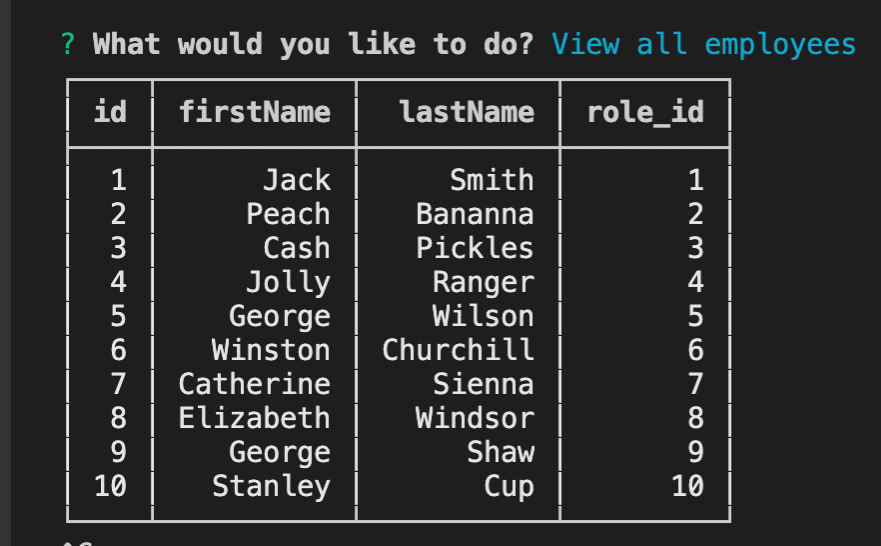 ? What would you like to do? View all employees
id firstName lastName role_id
1 Jack Smith 1
2 Peach Bananna 2
3 Cash Pickles 3
4 Jolly Ranger 4
5 George Wilson 5
6 Winston Churchill 6
7 Catherine Sienna 7
8 Elizabeth Windsor 8
9 George Shaw 9
10 Stanley Cup 10